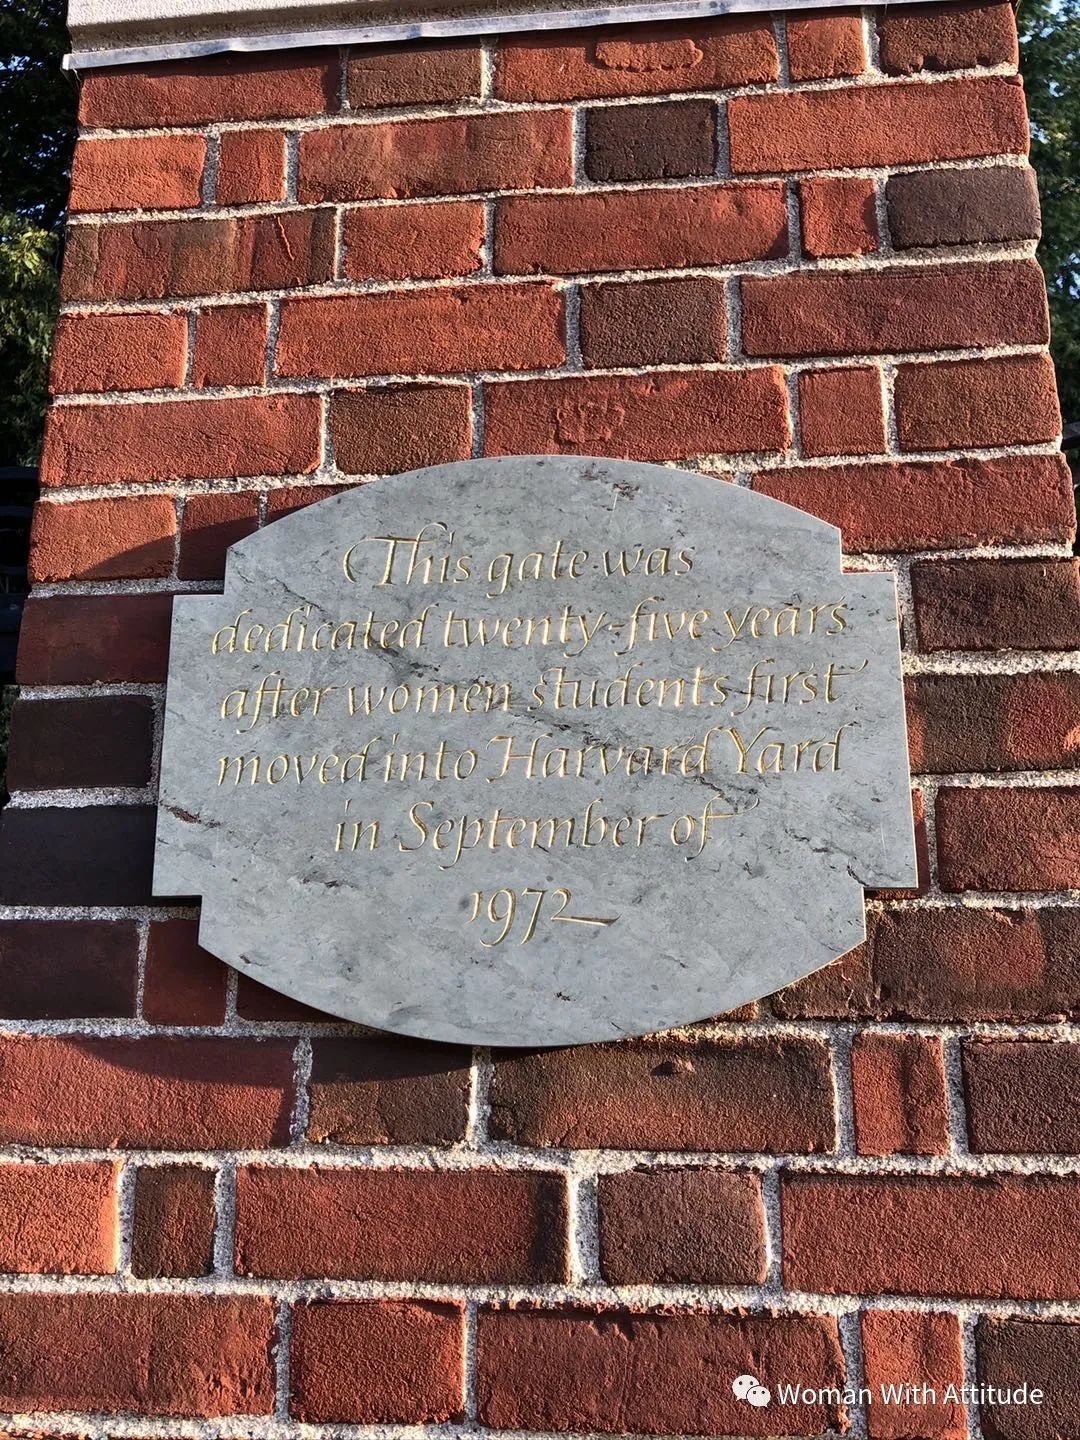 This gate was
dedicated twenty-five years
after women students first
moved into Harvard Yard
in September of
1972
Woman With Attitude